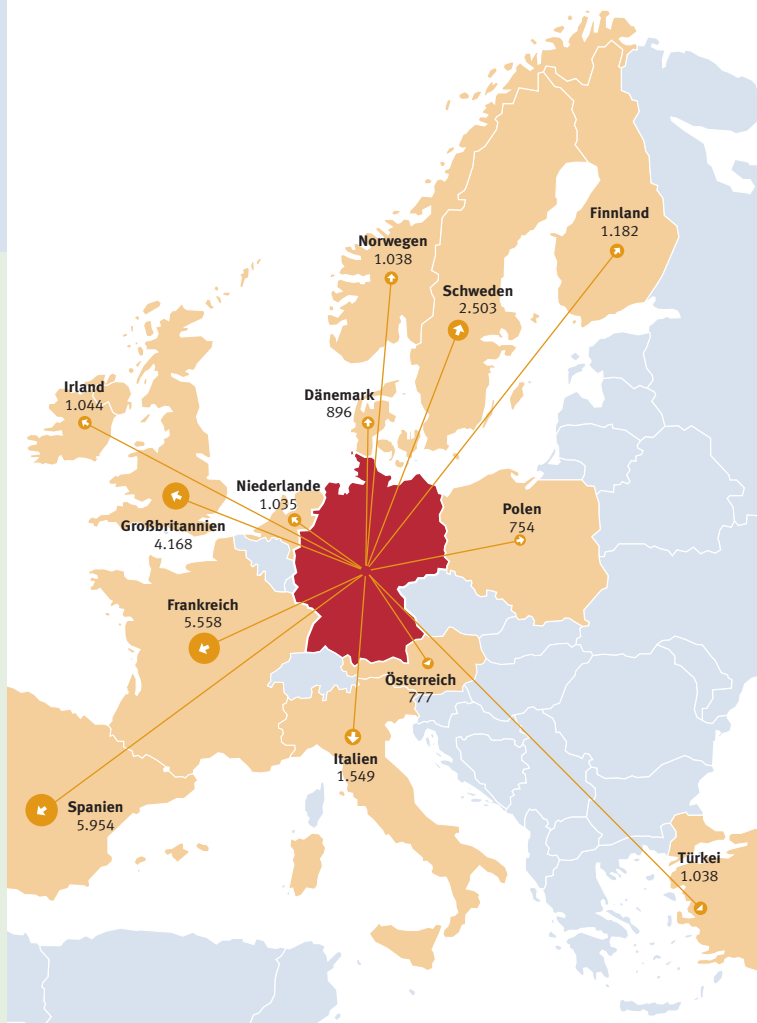 Finnland
1.182
Norwegen
1.038
Schweden
2.503
Irland
1.044
Dänemark
896
Niederlande
1.035
Großbritannien
4.168
Polen
754
Frankreich
5.558
Österreich
777
Italien
1.549
Spanien
5.954
Türkei
1.038